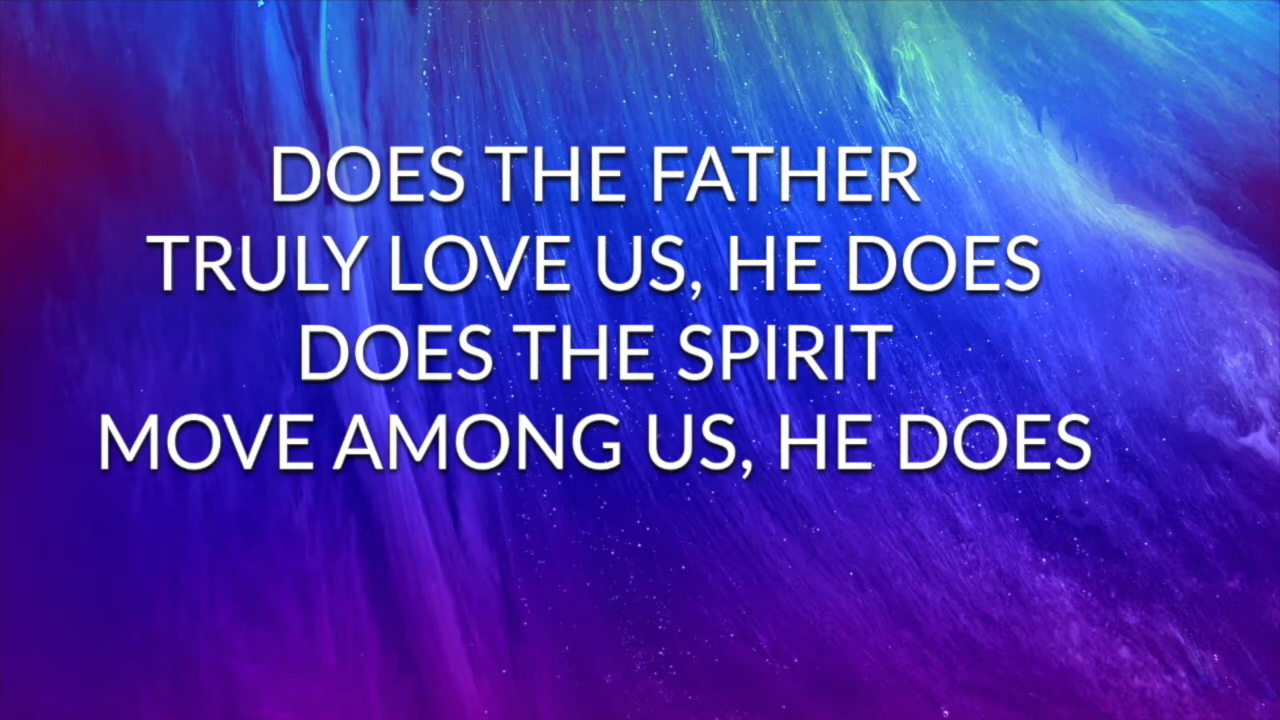 DOES THE FATHER
TRULY LOVE US, HE DOES
DOES THE SPIRIT
MOVE AMONG US, HE DOES